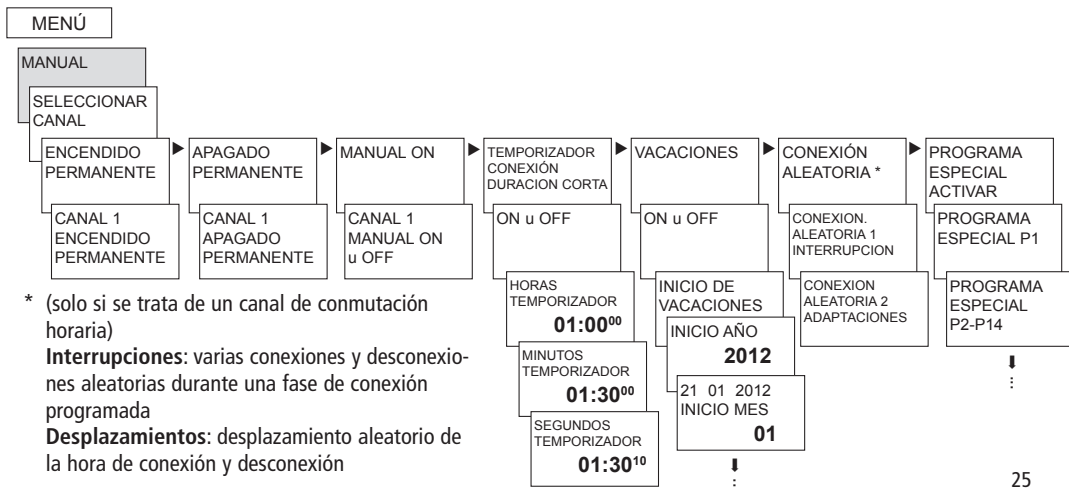 MENÚ
MANUAL
SELECCIONAR
CANAL
ENCENDIDO
PERMANENTE
CANAL 1
ENCENDIDO
PERMANENTE
APAGADO
PERMANENTE
CANAL 1
APAGADO
PERMANENTE
MANUAL ON
CANAL 1
MANUAL ON
u OFF
TEMPORIZADOR
CONEXIÓN
DURACION CORTA
ON u OFF
HORAS
TEMPORIZADOR
01:00⁰⁰
MINUTOS
TEMPORIZADOR
01:30⁰⁰
SEGUNDOS
TEMPORIZADOR
01:30¹⁰
VACACIONES
ON u OFF
INICIO DE
VACACIONES
INICIO AÑO
2012
21 01 2012
INICIO MES
01
CONEXIÓN
ALEATORIA *
CONEXION.
ALEATORIA 1
INTERRUPCION
CONEXION
ALEATORIA 2
ADAPTACIONES
PROGRAMA
ESPECIAL
ACTIVAR
PROGRAMA
ESPECIAL P1
PROGRAMA
ESPECIAL
P2-P14
* (solo si se trata de un canal de conmutación
horaria)
Interrupciones: varias conexiones y desconexio-
nes aleatorias durante una fase de conexión
programada
Desplazamientos: desplazamiento aleatorio de
la hora de conexión y desconexión
25